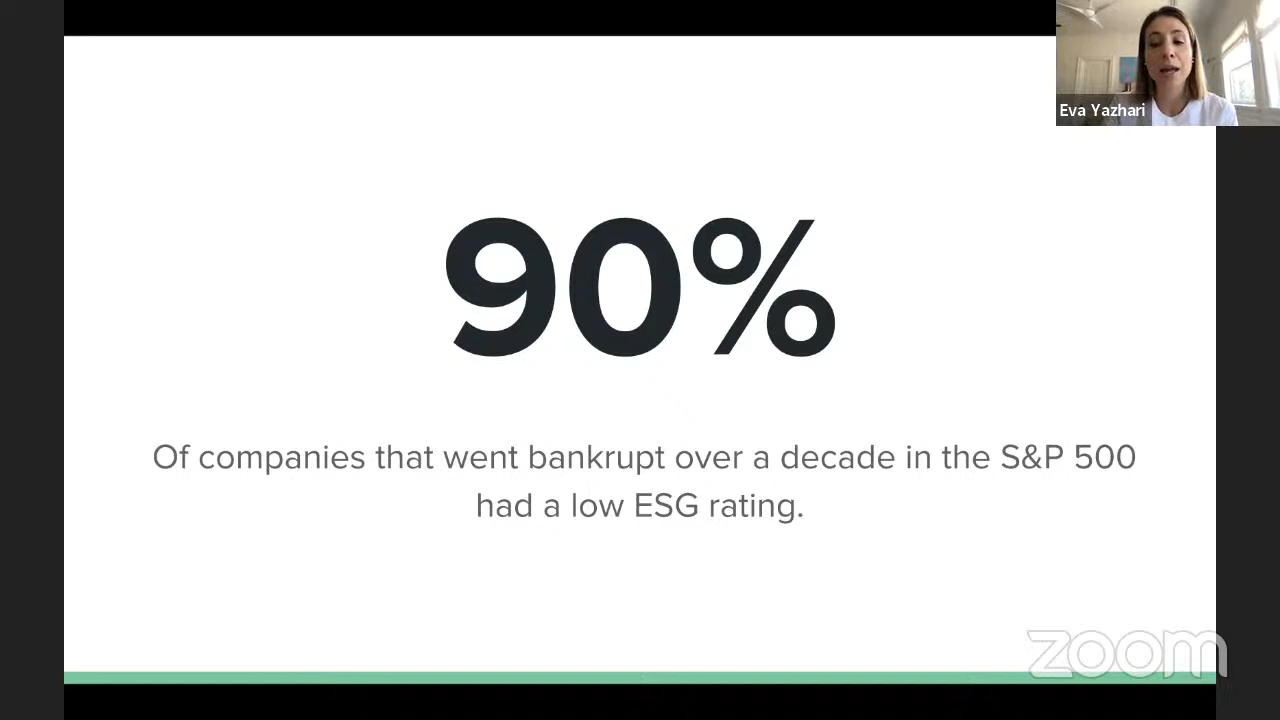 Eva Yazhari
90%
Of companies that went bankrupt over a decade in the S&P 500
had a low ESG rating.
zoom